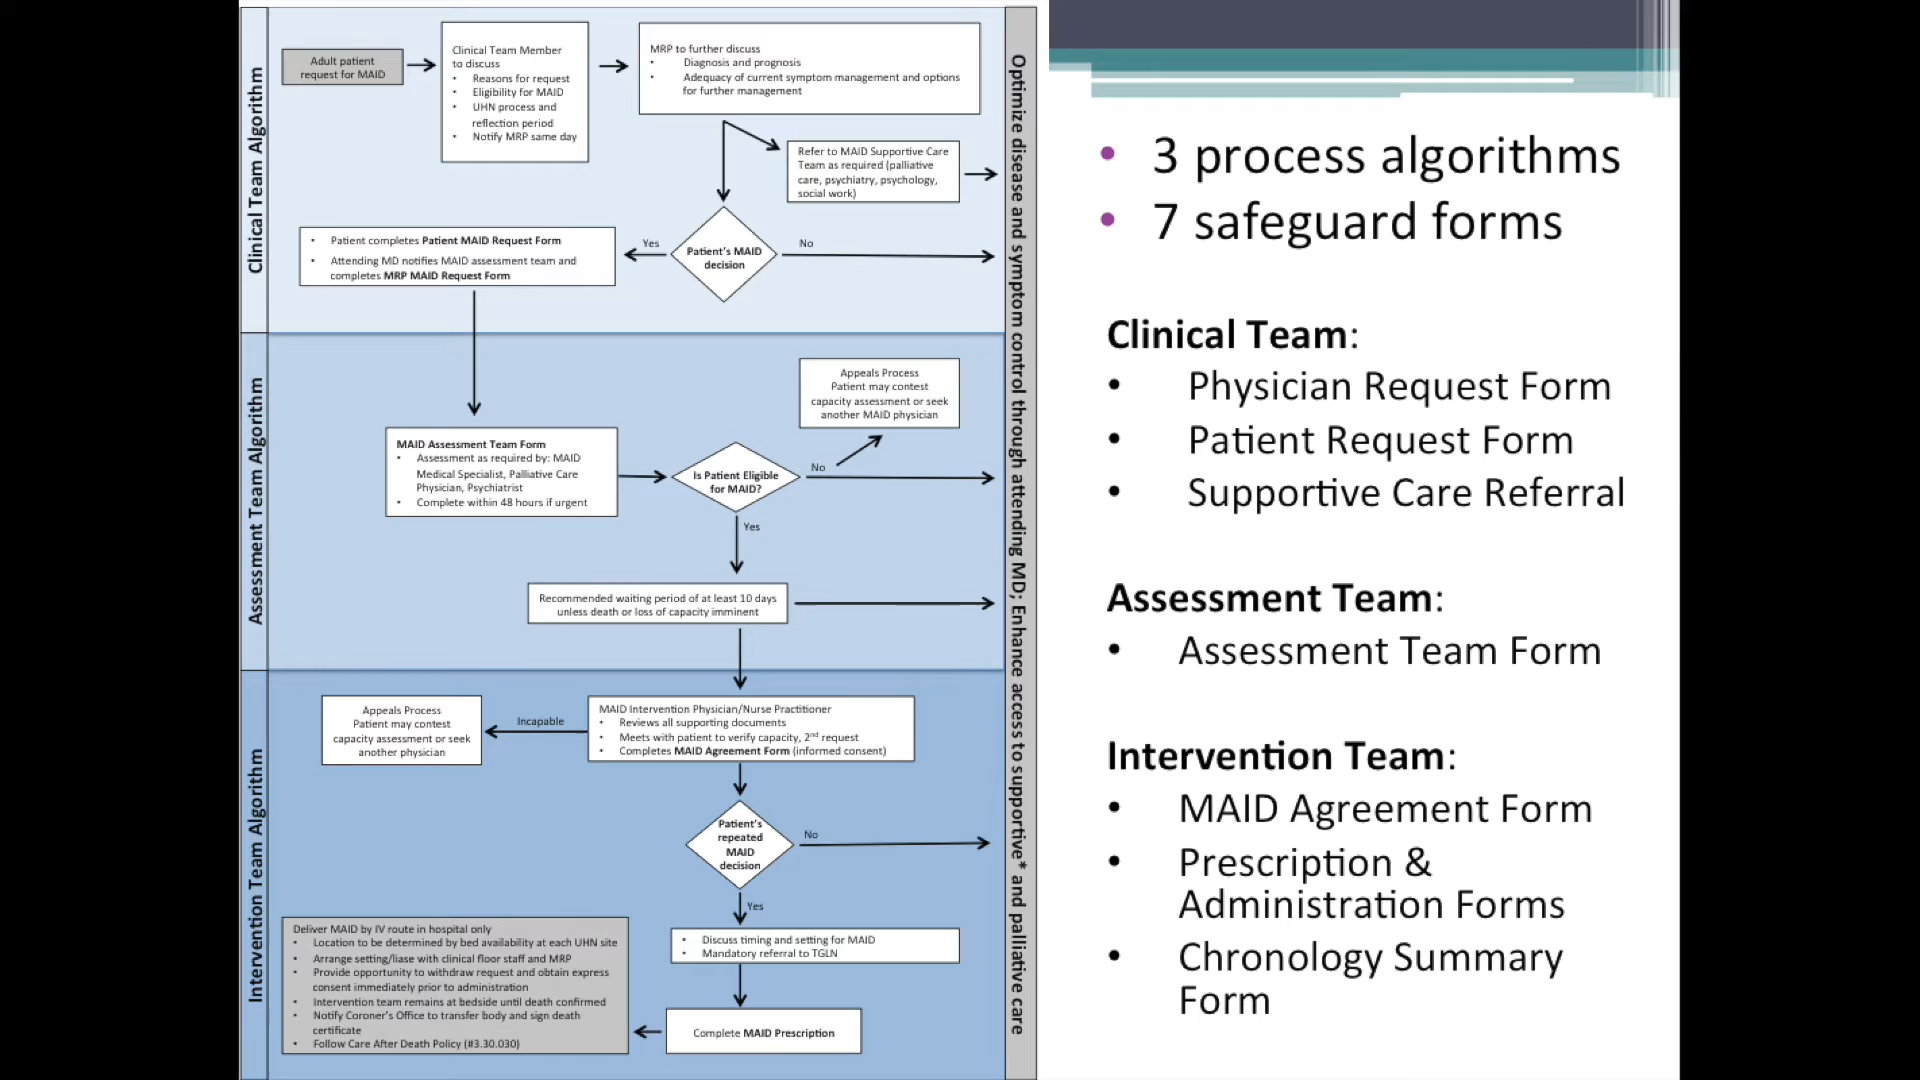 Clinical Team Algorithm
Adult patient
request for MAID
Clinical Team Member
to discuss
• Reasons for request
• Eligibility for MAID
• UHN process and
reflection period
• Notify MRP same day
MRP to further discuss
• Diagnosis and prognosis
• Adequacy of current symptom management and options
for further management
Refer to MAID Supportive Care
Team as required (palliative
care, psychiatry, psychology,
social work)
Patient's MAID
decision
Yes
No
• Patient completes Patient MAID Request Form
• Attending MD notifies MAID assessment team and
completes MRP MAID Request Form
Assessment Team Algorithm
Appeals Process
Patient may contest
capacity assessment or seek
another MAID physician
MAID Assessment Team Form
• Assessment as required by: MAID
Medical Specialist, Palliative Care
Physician, Psychiatrist
• Complete within 48 hours if urgent
Is Patient Eligible
for MAID?
No
Yes
Recommended waiting period of at least 10 days
unless death or loss of capacity imminent
Intervention Team Algorithm
Appeals Process
Patient may contest
capacity assessment or seek
another physician
Incapable
MAID Intervention Physician/Nurse Practitioner
• Reviews all supporting documents
• Meets with patient to verify capacity, 2nd request
• Completes MAID Agreement Form (informed consent)
Patient's
repeated
MAID
decision
No
Yes
• Discuss timing and setting for MAID
• Mandatory referral to TGLN
Complete MAID Prescription
Deliver MAID by IV route in hospital only
• Location to be determined by bed availability at each UHN site
• Arrange setting/liase with clinical floor staff and MRP
• Provide opportunity to withdraw request and obtain express
consent immediately prior to administration
• Intervention team remains at bedside until death confirmed
• Notify Coroner's Office to transfer body and sign death
certificate
• Follow Care After Death Policy (#3.30.030)
Optimize disease and symptom control through attending MD; Enhance access to supportive* and palliative care
• 3 process algorithms
• 7 safeguard forms
Clinical Team:
• Physician Request Form
• Patient Request Form
• Supportive Care Referral
Assessment Team:
• Assessment Team Form
Intervention Team:
• MAID Agreement Form
• Prescription &
Administration Forms
• Chronology Summary
Form